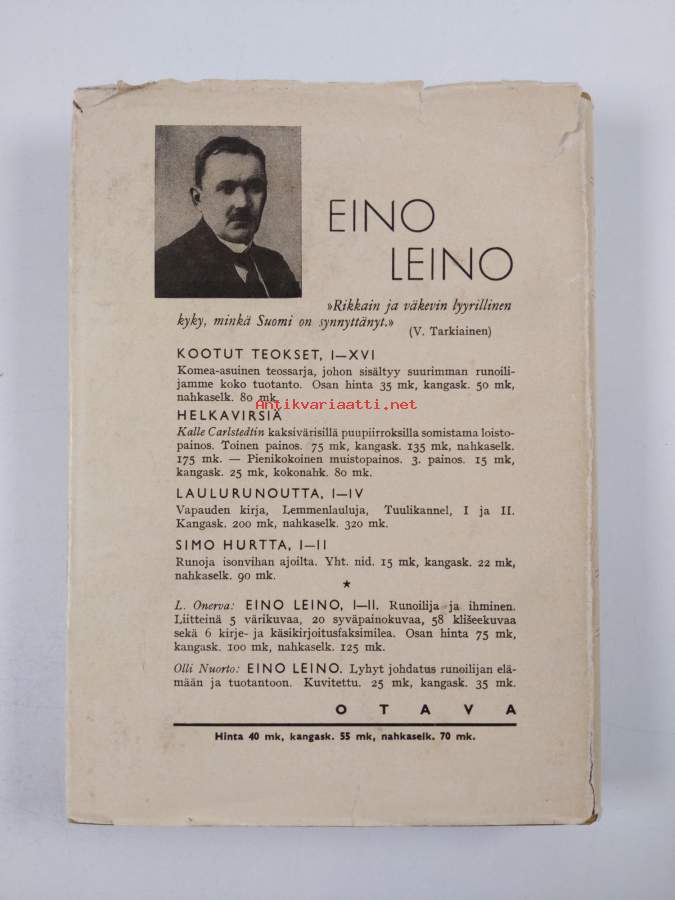 EINO
LEINO
»Rikkain ja väkevin lyyrillinen
kyky, minkä Suomi on synnyttänyt.»
(V. Tarkiainen)
KOOTUT TEOKSET, I—XVI
Komea-asuinen teossarja, johon sisältyy suurimman runoili-
jamme koko tuotanto. Osan hinta 35 mk, kangask. 50 mk,
nahkaselk. 80 mk.
Antikvariaatti.net
HELKAVIRSIÄ
Kalle Carlstedtin kaksivärisillä puupiirroksilla somistama loisto-
painos. Toinen painos. 75 mk, kangask. 135 mk, nahkaselk.
175 mk. — Pienikokoinen muistopainos. 3. painos. 15 mk,
kangask. 25 mk, kokonahk. 80 mk.
LAULURUNOUTTA, I—IV
Vapauden kirja, Lemmenlauluja, Tuulikannel, I ja II.
Kangask. 200 mk, nahkaselk. 320 mk.
SIMO HURTTA, I—II
Runoja isonvihan ajoilta. Yht. nid. 15 mk, kangask. 22 mk,
nahkaselk. 90 mk.
L. Onerva: EINO LEINO, I—II. Runoilija ja ihminen.
Liitteinä 5 värikuvaa, 20 syväpainokuvaa, 58 klišeekuvaa
sekä 6 kirje- ja käsikirjoitusfaksimilea. Osan hinta 75 mk,
kangask. 100 mk, nahkaselk. 125 mk.
Olli Nuorto: EINO LEINO. Lyhyt johdatus runoilijan elä-
mään ja tuotantoon. Kuvitettu. 25 mk, kangask. 35 mk.
OTAVA
Hinta 40 mk, kangask. 55 mk, nahkaselk. 70 mk.